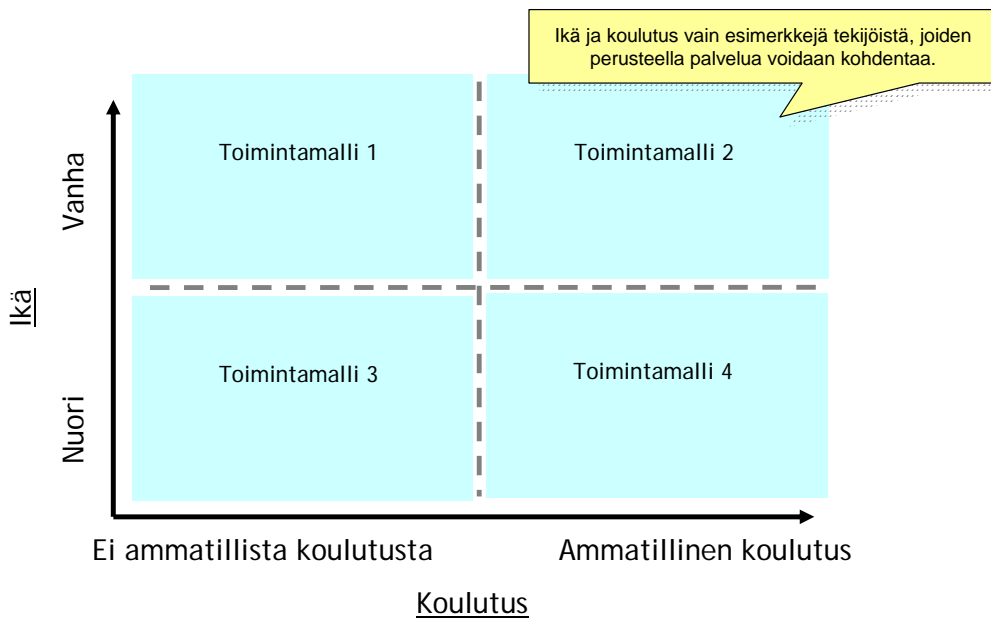 Ikä ja koulutus vain esimerkkejä tekijöistä, joiden
perusteella palvelua voidaan kohdentaa.
Vanha
Toimintamalli 1
Toimintamalli 2
Ikä
Nuori
Toimintamalli 3
Toimintamalli 4
Ei ammatillista koulutusta
Ammatillinen koulutus
Koulutus